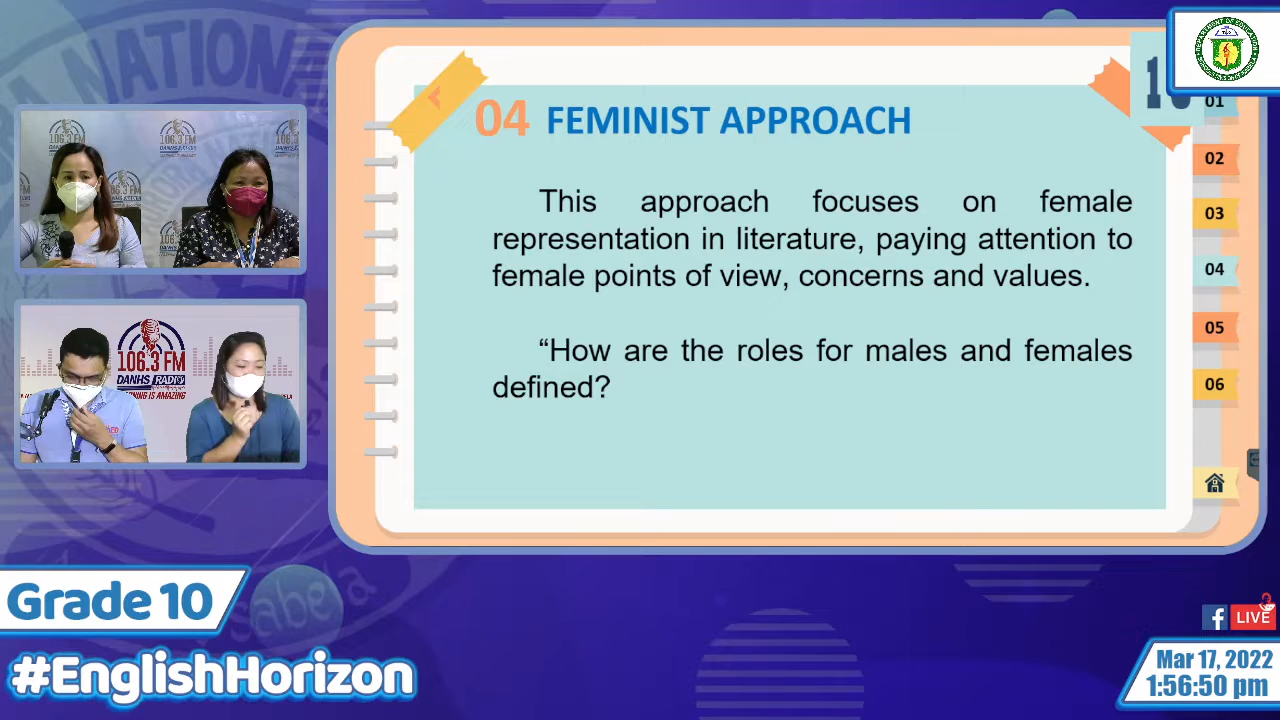 04 FEMINIST APPROACH
This approach focuses on female
representation in literature, paying attention to
female points of view, concerns and values.
“How are the roles for males and females
defined?
01
02
03
04
05
06
106.3 FM
DANHS RADIO
Grade 10
#EnglishHorizon
f LIVE
Mar 17, 2022
1:56:50 pm